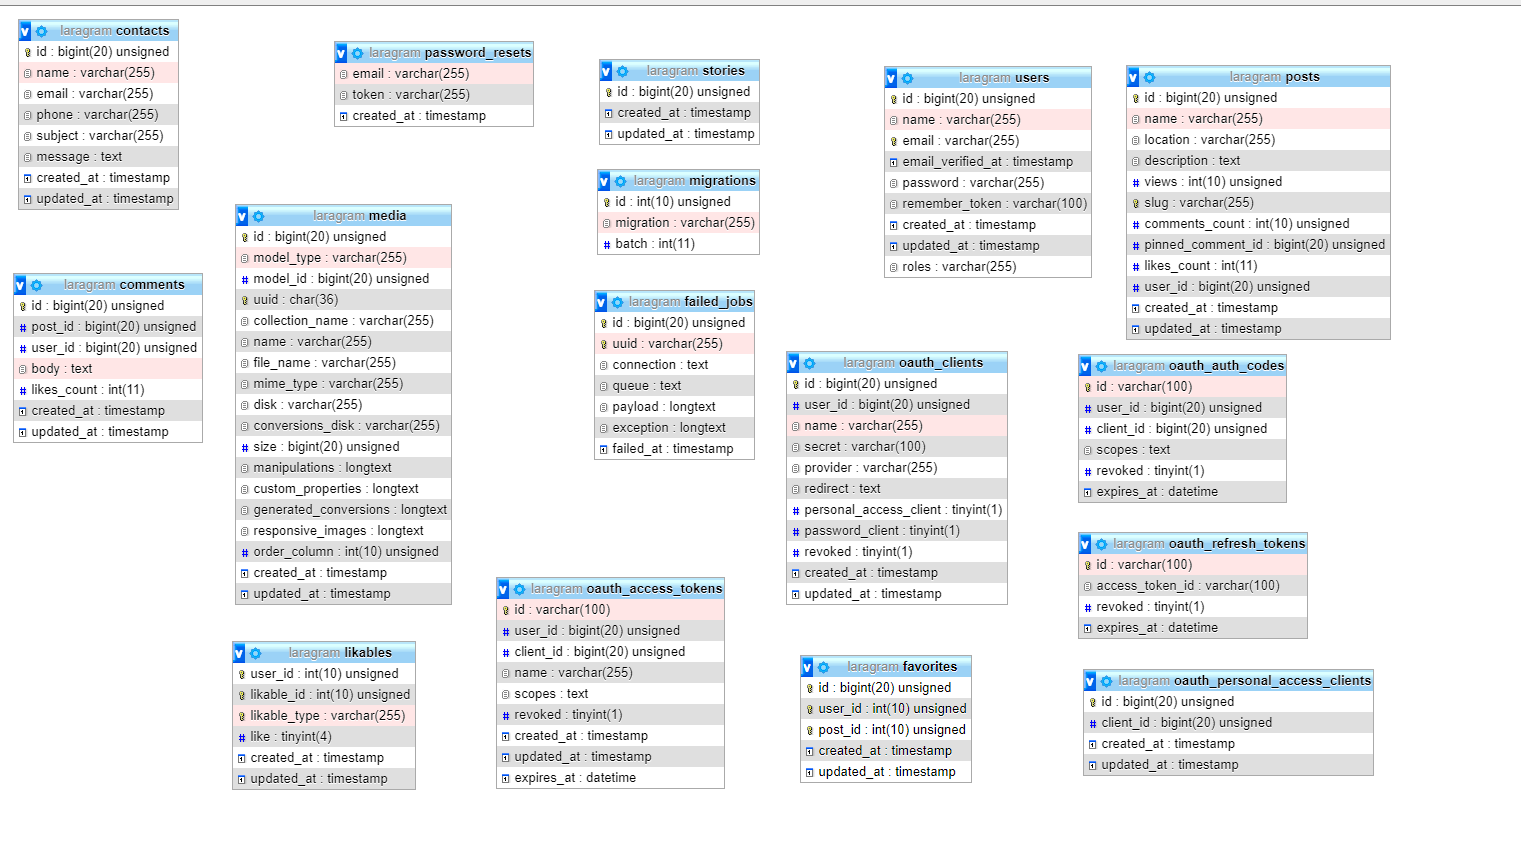 laragram contacts
id : bigint(20) unsigned
name : varchar(255)
email : varchar(255)
phone : varchar(255)
subject : varchar(255)
message : text
created_at : timestamp
updated_at : timestamp
laragram password_resets
email : varchar(255)
token : varchar(255)
created_at : timestamp
laragram stories
id : bigint(20) unsigned
created_at : timestamp
updated_at : timestamp
laragram users
id : bigint(20) unsigned
name : varchar(255)
email : varchar(255)
email_verified_at : timestamp
password : varchar(255)
remember_token : varchar(100)
created_at : timestamp
updated_at : timestamp
roles : varchar(255)
laragram posts
id : bigint(20) unsigned
name : varchar(255)
location : varchar(255)
description : text
views : int(10) unsigned
slug : varchar(255)
comments_count : int(10) unsigned
pinned_comment_id : bigint(20) unsigned
likes_count : int(11)
user_id : bigint(20) unsigned
created_at : timestamp
updated_at : timestamp
laragram migrations
id : int(10) unsigned
migration : varchar(255)
batch : int(11)
laragram media
id : bigint(20) unsigned
model_type : varchar(255)
model_id : bigint(20) unsigned
uuid : char(36)
collection_name : varchar(255)
name : varchar(255)
file_name : varchar(255)
mime_type : varchar(255)
disk : varchar(255)
conversions_disk : varchar(255)
size : bigint(20) unsigned
manipulations : longtext
custom_properties : longtext
generated_conversions : longtext
responsive_images : longtext
order_column : int(10) unsigned
created_at : timestamp
updated_at : timestamp
laragram comments
id : bigint(20) unsigned
post_id : bigint(20) unsigned
user_id : bigint(20) unsigned
body : text
likes_count : int(11)
created_at : timestamp
updated_at : timestamp
laragram failed_jobs
id : bigint(20) unsigned
uuid : varchar(255)
connection : text
queue : text
payload : longtext
exception : longtext
failed_at : timestamp
laragram oauth_clients
id : bigint(20) unsigned
user_id : bigint(20) unsigned
name : varchar(255)
secret : varchar(100)
provider : varchar(255)
redirect : text
personal_access_client : tinyint(1)
password_client : tinyint(1)
revoked : tinyint(1)
created_at : timestamp
updated_at : timestamp
laragram oauth_auth_codes
id : varchar(100)
user_id : bigint(20) unsigned
client_id : bigint(20) unsigned
scopes : text
revoked : tinyint(1)
expires_at : datetime
laragram oauth_refresh_tokens
id : varchar(100)
access_token_id : varchar(100)
revoked : tinyint(1)
expires_at : datetime
laragram oauth_access_tokens
id : varchar(100)
user_id : bigint(20) unsigned
client_id : bigint(20) unsigned
name : varchar(255)
scopes : text
revoked : tinyint(1)
created_at : timestamp
updated_at : timestamp
expires_at : datetime
laragram likables
user_id : int(10) unsigned
likable_id : int(10) unsigned
likable_type : varchar(255)
like : tinyint(4)
created_at : timestamp
updated_at : timestamp
laragram favorites
id : bigint(20) unsigned
user_id : int(10) unsigned
post_id : int(10) unsigned
created_at : timestamp
updated_at : timestamp
laragram oauth_personal_access_clients
id : bigint(20) unsigned
client_id : bigint(20) unsigned
created_at : timestamp
updated_at : timestamp